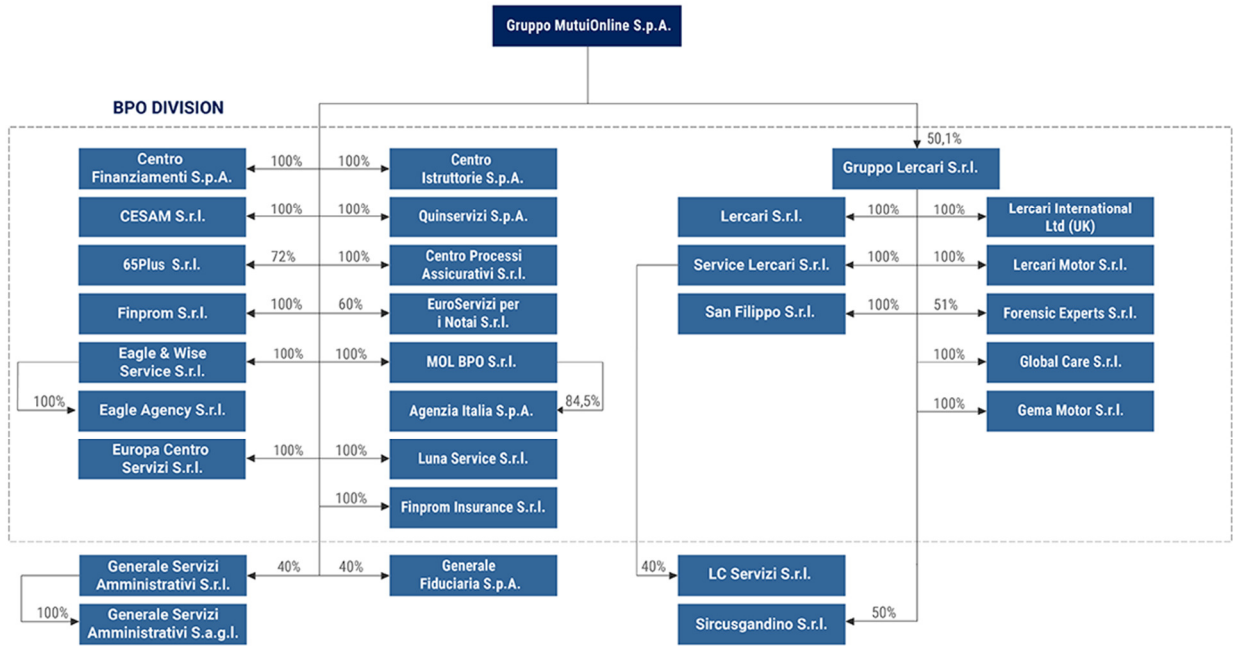 Gruppo MutuiOnline S.p.A.
BPO DIVISION
50,1%
Centro
Finanziamenti S.p.A.
100%
100%
Centro
Istruttorie S.p.A.
Gruppo Lercari S.r.l.
CESAM S.r.l.
100%
100%
Quinservizi S.p.A.
Lercari S.r.l.
100%
100%
Lercari International
Ltd (UK)
65Plus S.r.l.
72%
100%
Centro Processi
Assicurativi S.r.l.
Service Lercari S.r.l.
100%
100%
Lercari Motor S.r.l.
Finprom S.r.l.
100%
60%
EuroServizi per
i Notai S.r.l.
San Filippo S.r.l.
100%
51%
Forensic Experts S.r.l.
Eagle & Wise
Service S.r.l.
100%
100%
MOL BPO S.r.l.
100%
Global Care S.r.l.
100%
Eagle Agency S.r.l.
Agenzia Italia S.p.A.
84,5%
100%
Gema Motor S.r.l.
Europa Centro
Servizi S.r.l.
100%
100%
Luna Service S.r.l.
100%
Finprom Insurance S.r.l.
Generale Servizi
Amministrativi S.r.l.
40%
40%
Generale
Fiduciaria S.p.A.
40%
LC Servizi S.r.l.
100%
Generale Servizi
Amministrativi S.a.g.l.
Sircusgandino S.r.l.
50%